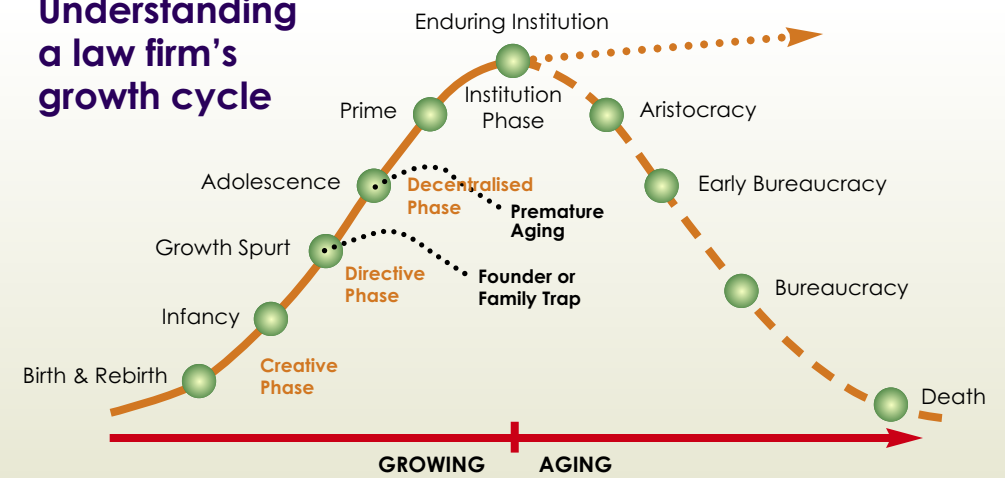 Understanding
a law firm's
growth cycle
Enduring Institution
Institution
Phase
Prime
Aristocracy
Adolescence
Decentralised
Phase
Premature
Aging
Early Bureaucracy
Growth Spurt
Directive
Phase
Founder or
Family Trap
Bureaucracy
Infancy
Creative
Phase
Birth & Rebirth
Death
GROWING
AGING